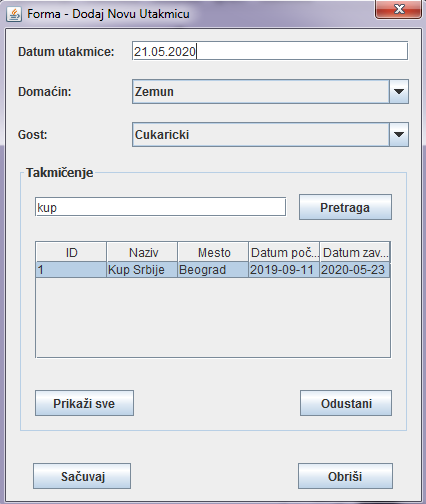 Forma - Dodaj Novu Utakmicu
Datum utakmice: 21.05.2020
Domaćin: Zemun
Gost: Cukaricki
Takmičenje
kup Pretraga
ID Naziv Mesto Datum poč... Datum zav...
1 Kup Srbije Beograd 2019-09-11 2020-05-23
Prikaži sve Odustani
Sačuvaj Obriši